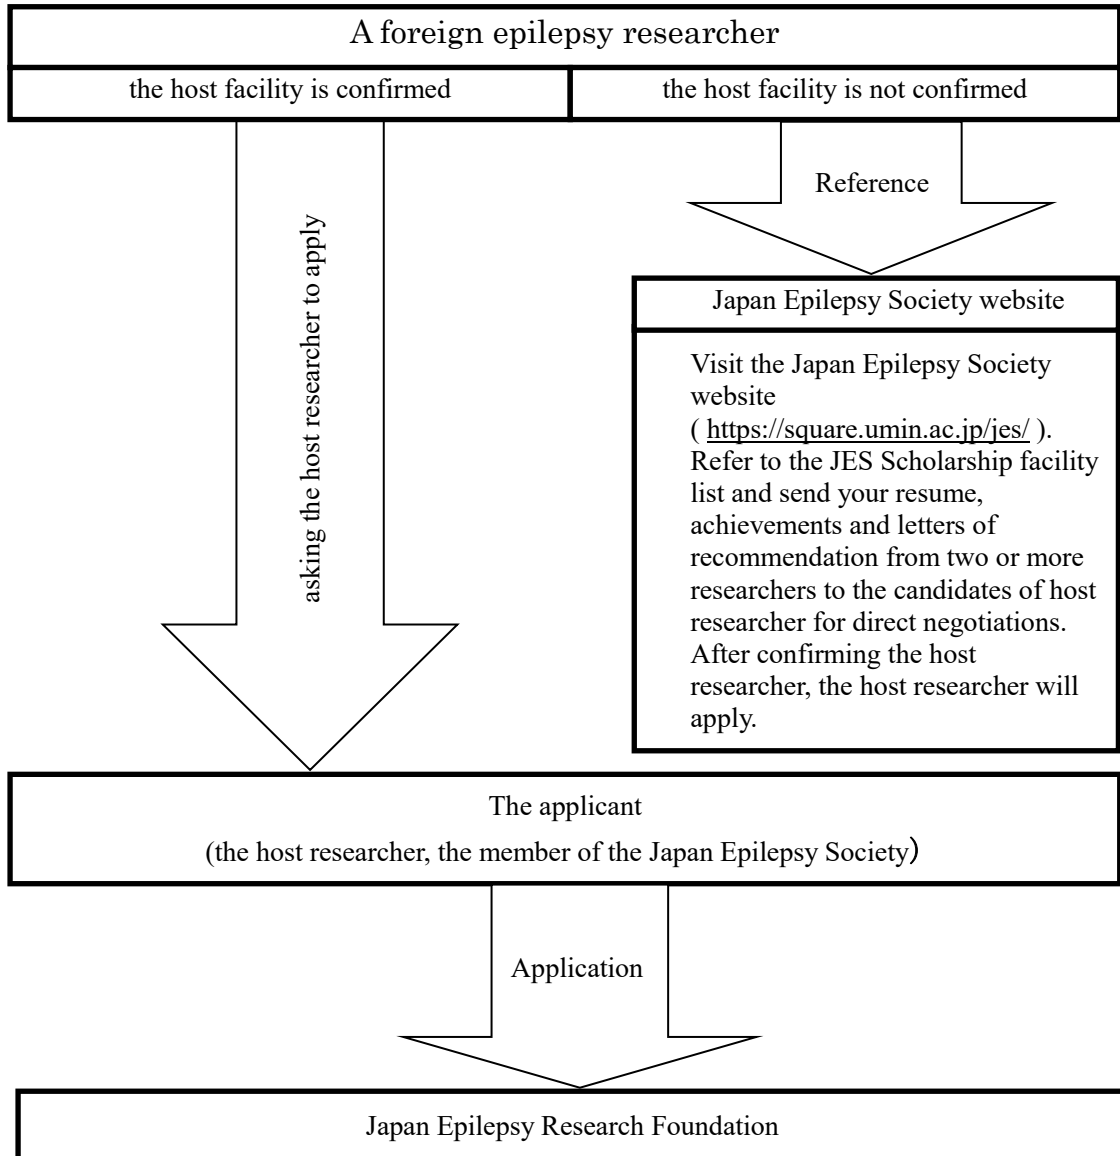 A foreign epilepsy researcher
the host facility is confirmed
the host facility is not confirmed
Reference
asking the host researcher to apply
Japan Epilepsy Society website
Visit the Japan Epilepsy Society
website
( https://square.umin.ac.jp/jes/ ).
Refer to the JES Scholarship facility
list and send your resume,
achievements and letters of
recommendation from two or more
researchers to the candidates of host
researcher for direct negotiations.
After confirming the host
researcher, the host researcher will
apply.
The applicant
(the host researcher, the member of the Japan Epilepsy Society)
Application
Japan Epilepsy Research Foundation